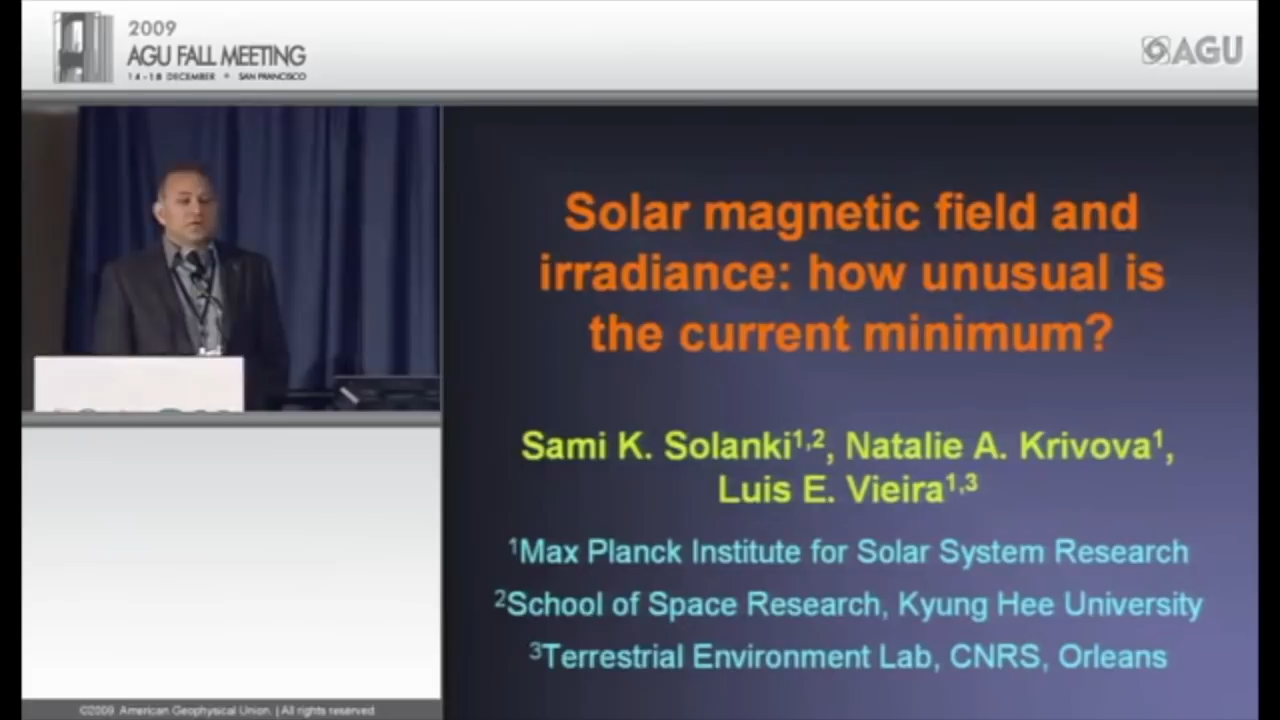 2009
AGU FALL MEETING
14-18 DECEMBER • SAN FRANCISCO
AGU
Solar magnetic field and
irradiance: how unusual is
the current minimum?
Sami K. Solanki¹,², Natalie A. Krivova¹,
Luis E. Vieira¹,³
¹Max Planck Institute for Solar System Research
²School of Space Research, Kyung Hee University
³Terrestrial Environment Lab, CNRS, Orleans
©2009 American Geophysical Union. | All rights reserved.